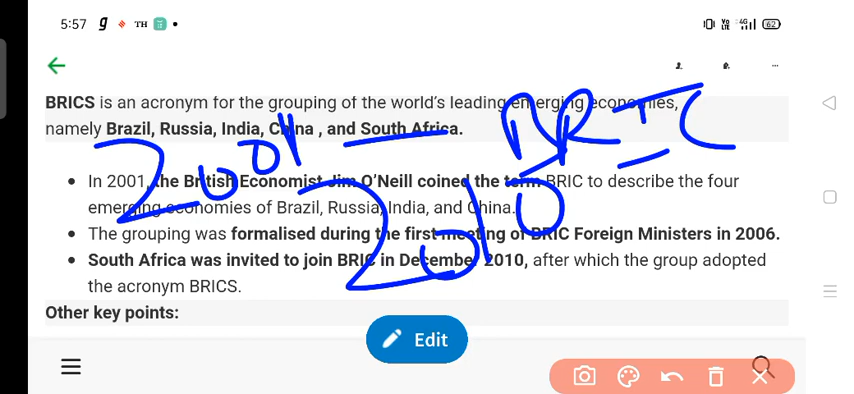 5:57 g TH 4G 62
BRICS is an acronym for the grouping of the world's leading emerging economies,
namely Brazil, Russia, India, China , and South Africa.
BRIC
2001
• In 2001, the British Economist Jim O'Neill coined the term BRIC to describe the four
emerging economies of Brazil, Russia, India, and China.
2010
• The grouping was formalised during the first meeting of BRIC Foreign Ministers in 2006.
• South Africa was invited to join BRIC in December 2010, after which the group adopted
the acronym BRICS.
Other key points:
Edit